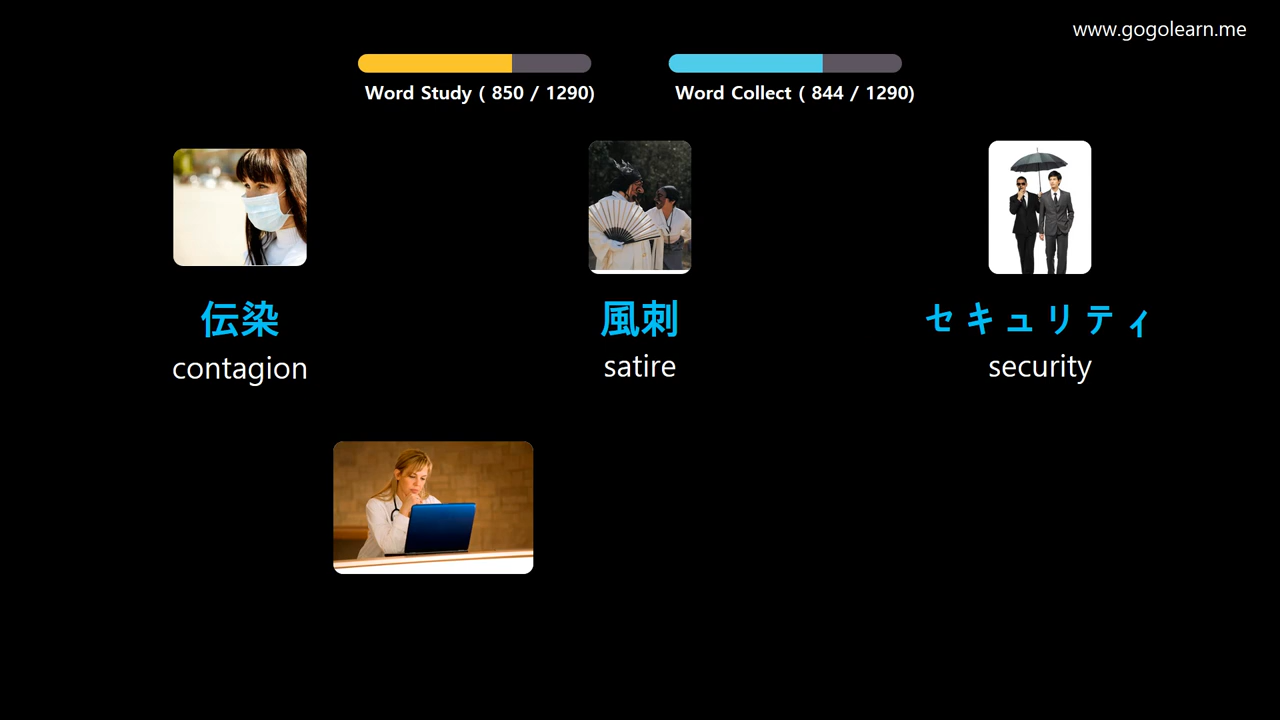 www.gogolearn.me
Word Study ( 850 / 1290)
Word Collect ( 844 / 1290)
伝染
contagion
風刺
satire
セキュリティ
security